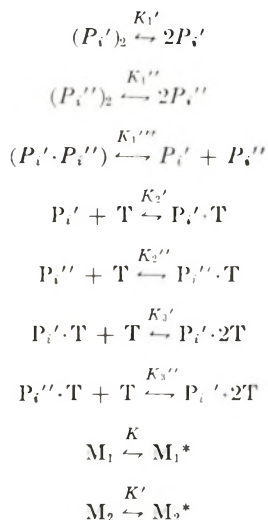 (Pi′)2 ⇆ K1′ 2Pi′
(Pi′′)2 ⇆ K1′′ 2Pi′′
(Pi′·Pi′′) ⇆ K1′′′ Pi′ + Pi′′
Pi′ + T ⇆ K2′ Pi′·T
Pi′′ + T ⇆ K2′′ Pi′′·T
Pi′·T + T ⇆ K3′ Pi′·2T
Pi′′·T + T ⇆ K3′′ Pi′·2T
M1 ⇆ K M1*
M2 ⇆ K′ M2*